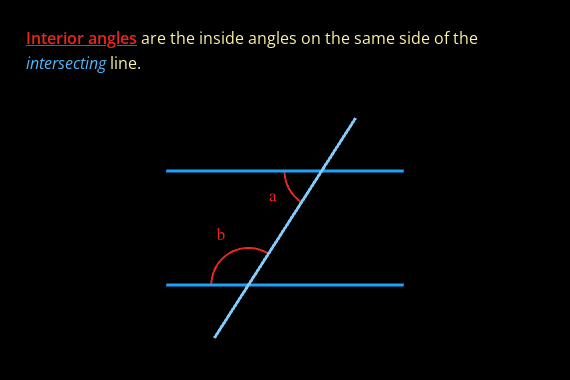 Interior angles are the inside angles on the same side of the
intersecting line.
a
b